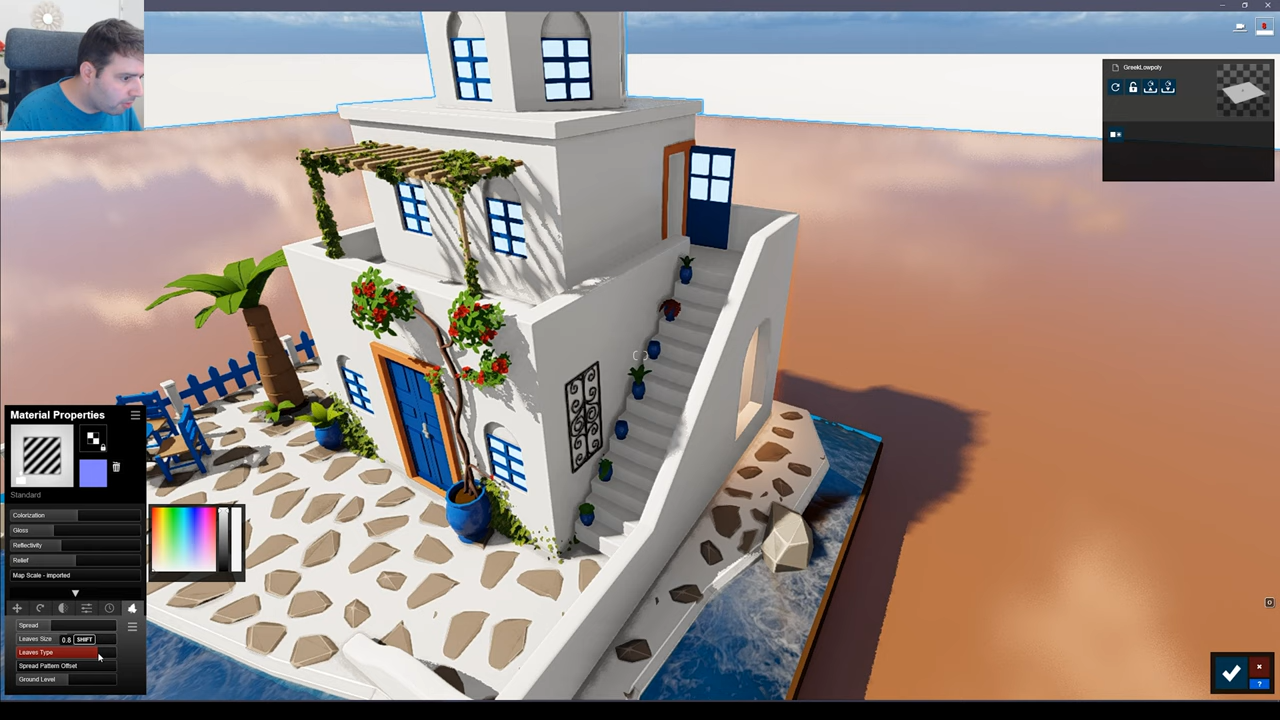 GreekLowpoly
Material Properties
Standard
Colorization
Gloss
Reflectivity
Relief
Map Scale - imported
Spread
Leaves Size 0.8 SHIFT
Leaves Type
Spread Pattern Offset
Ground Level
?